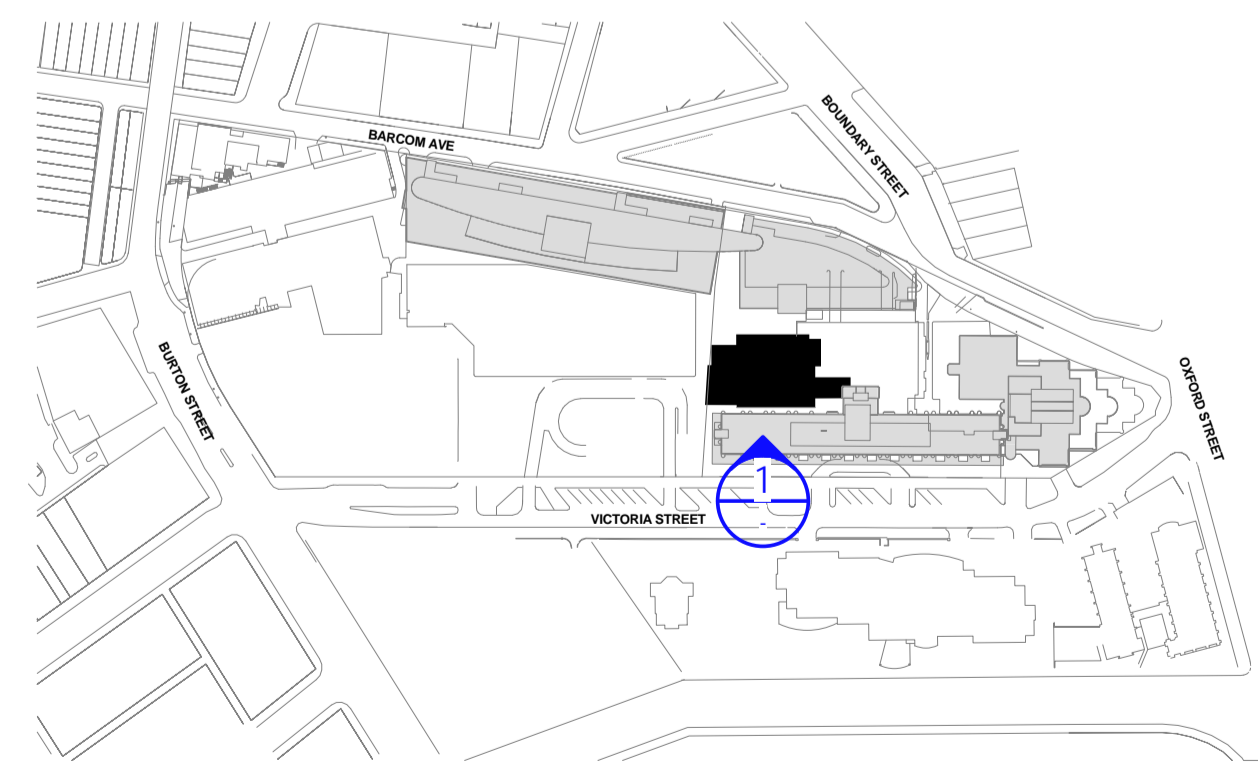 BARCOM AVE
BOUNDARY STREET
BURTON STREET
OXFORD STREET
1
-
VICTORIA STREET